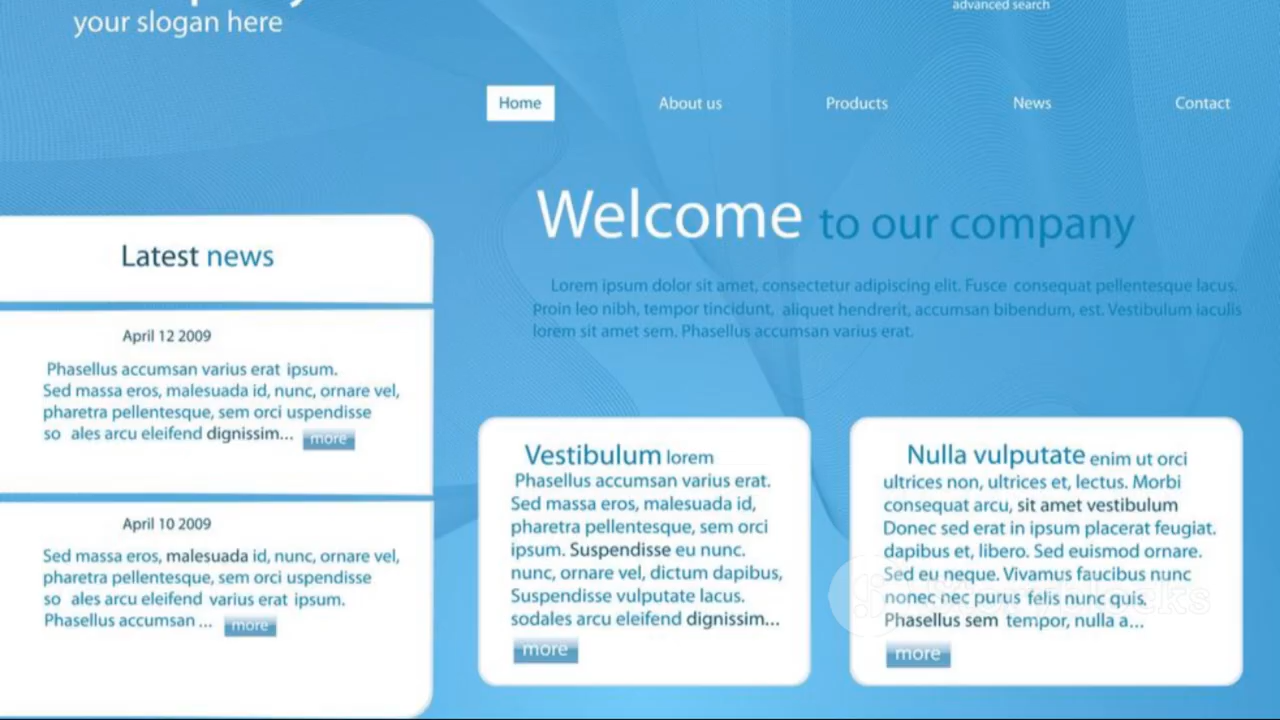 your slogan here
advanced search
Home
About us
Products
News
Contact
Welcome to our company
Lorem ipsum dolor sit amet, consectetur adipiscing elit. Fusce consequat pellentesque lacus.
Proin leo nibh, tempor tincidunt, aliquet hendrerit, accumsan bibendum, est. Vestibulum iaculis
lorem sit amet sem. Phasellus accumsan varius erat.
Latest news
April 12 2009
Phasellus accumsan varius erat ipsum.
Sed massa eros, malesuada id, nunc, ornare vel,
pharetra pellentesque, sem orci uspendisse
so ales arcu eleifend dignissim...
more
April 10 2009
Sed massa eros, malesuada id, nunc, ornare vel,
pharetra pellentesque, sem orci uspendisse
so ales arcu eleifend varius erat ipsum.
Phasellus accumsan ...
more
Vestibulum lorem
Phasellus accumsan varius erat.
Sed massa eros, malesuada id,
pharetra pellentesque, sem orci
ipsum. Suspendisse eu nunc.
nunc, ornare vel, dictum dapibus,
Suspendisse vulputate lacus.
sodales arcu eleifend dignissim...
more
Nulla vulputate enim ut orci
ultrices non, ultrices et, lectus. Morbi
consequat arcu, sit amet vestibulum
Donec sed erat in ipsum placerat feugiat.
dapibus et, libero. Sed euismod ornare.
Sed eu neque. Vivamus faucibus nunc
nonec nec purus felis nunc quis.
Phasellus sem tempor, nulla a...
more